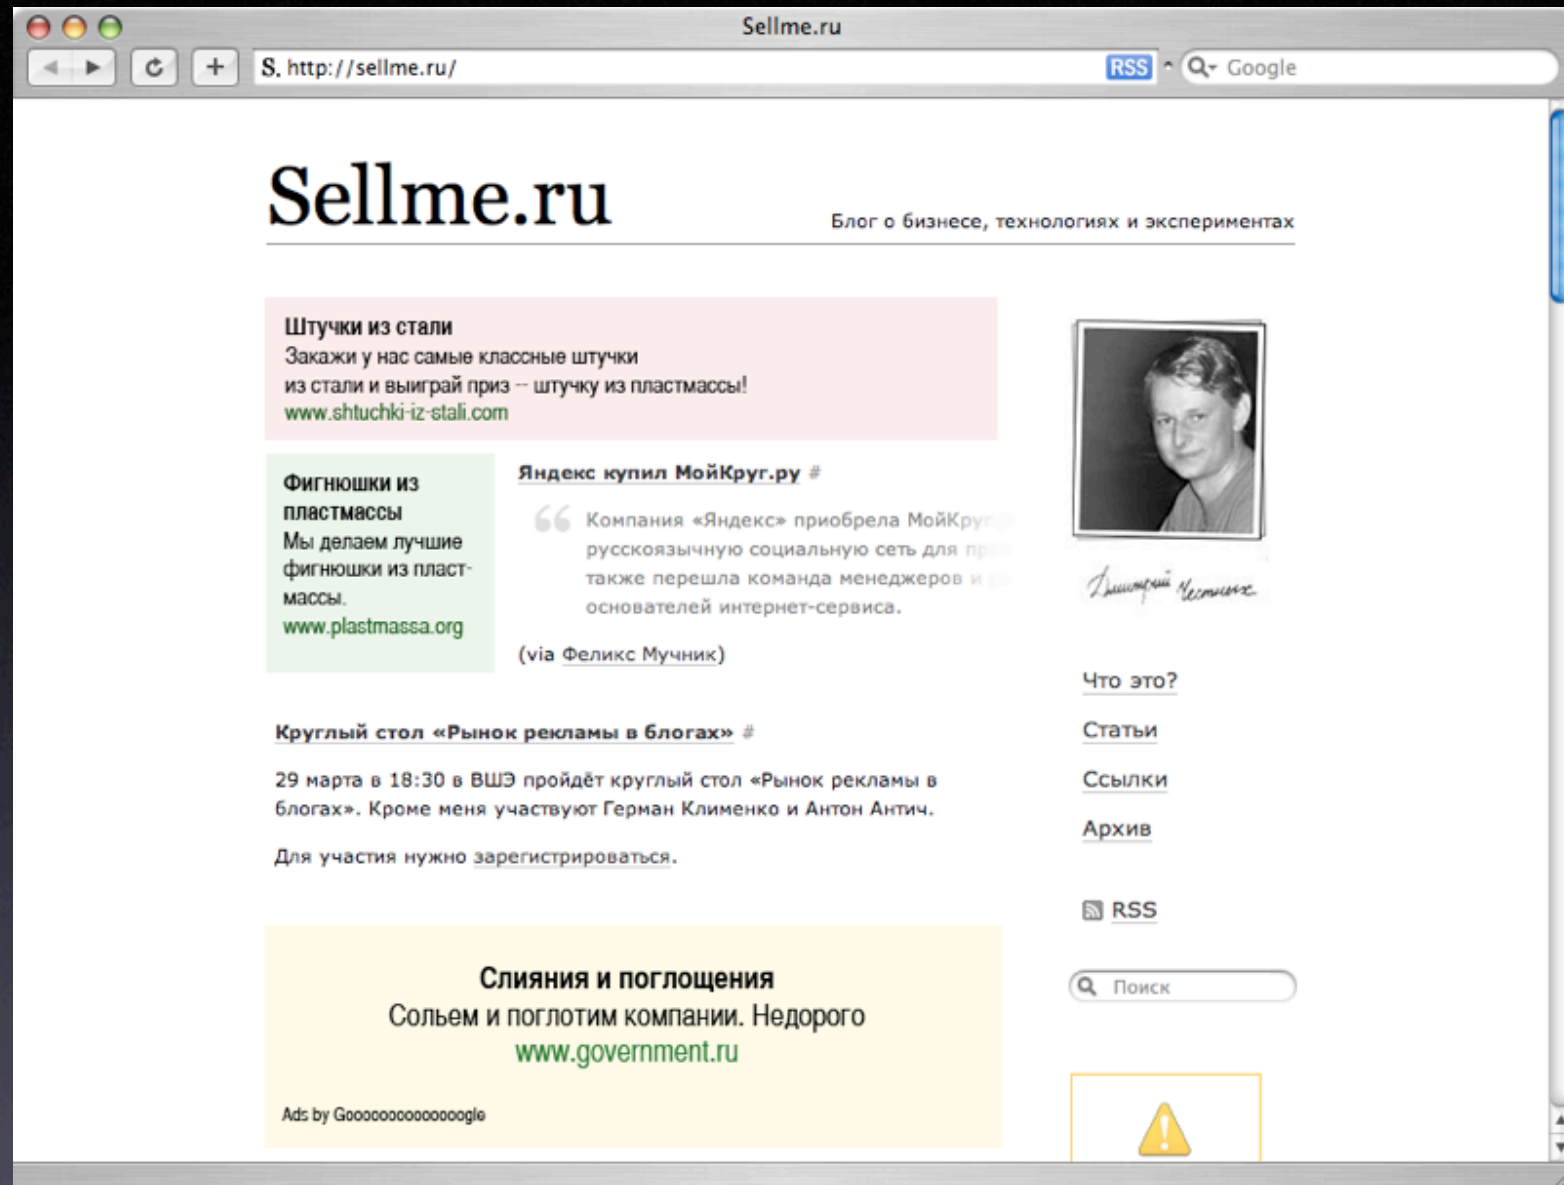 Sellme.ru
S. http://sellme.ru/
RSS
Google
Sellme.ru
Блог о бизнесе, технологиях и экспериментах
Штучки из стали
Закажи у нас самые классные штучки
из стали и выиграй приз -- штучку из пластмассы!
www.shtuchki-iz-stali.com
Фигнюшки из
пластмассы
Мы делаем лучшие
фигнюшки из пласт-
массы.
www.plastmassa.org
Яндекс купил МойКруг.ру #
“ Компания «Яндекс» приобрела МойКруг
русскоязычную социальную сеть для
также перешла команда менеджеров и
основателей интернет-сервиса.
(via Феликс Мучник)
Круглый стол «Рынок рекламы в блогах» #
29 марта в 18:30 в ВШЭ пройдёт круглый стол «Рынок рекламы в
блогах». Кроме меня участвуют Герман Клименко и Антон Антич.
Для участия нужно зарегистрироваться.
Слияния и поглощения
Сольем и поглотим компании. Недорого
www.government.ru
Ads by Goooooooooooooogle
Дмитрий Честных
Что это?
Статьи
Ссылки
Архив
RSS
Поиск